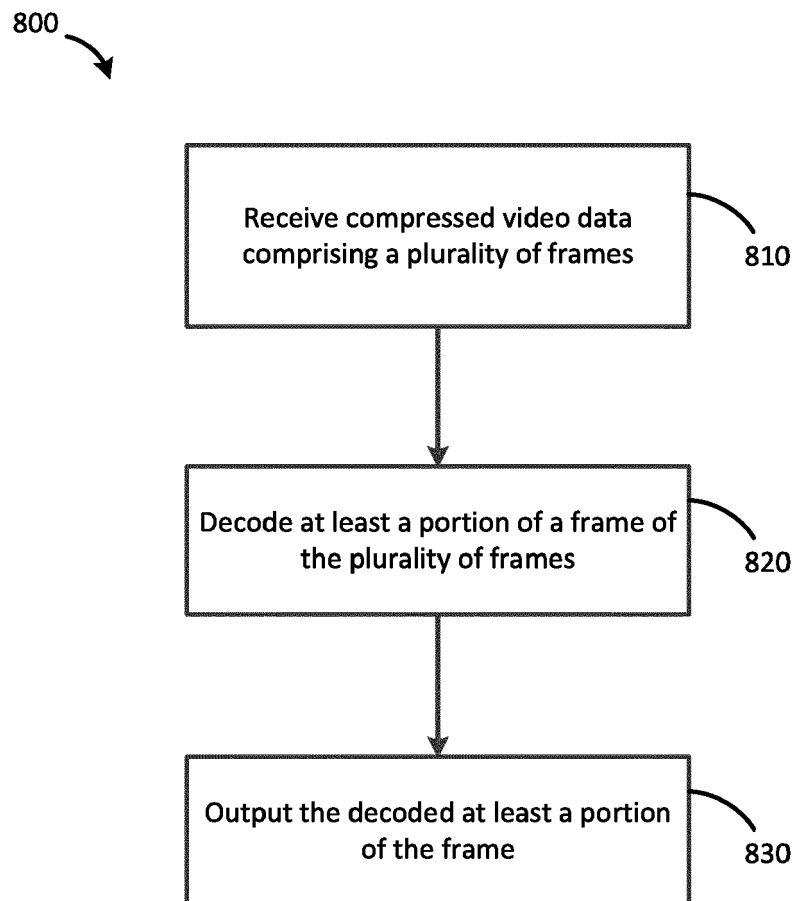 800
Receive compressed video data
comprising a plurality of frames
810
Decode at least a portion of a frame of
the plurality of frames
820
Output the decoded at least a portion
of the frame
830